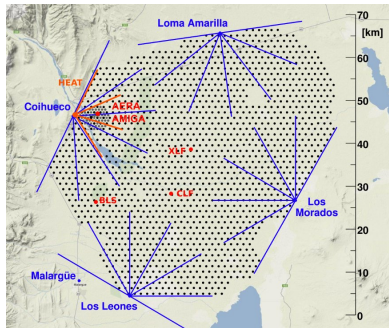 70
[km]
Loma Amarilla
60
HEAT
50
AERA
Coihueco
AMIGA
XLF
40
30
CLF
BLS
Los
Morados
20
Malargüe
10
Los Leones
0